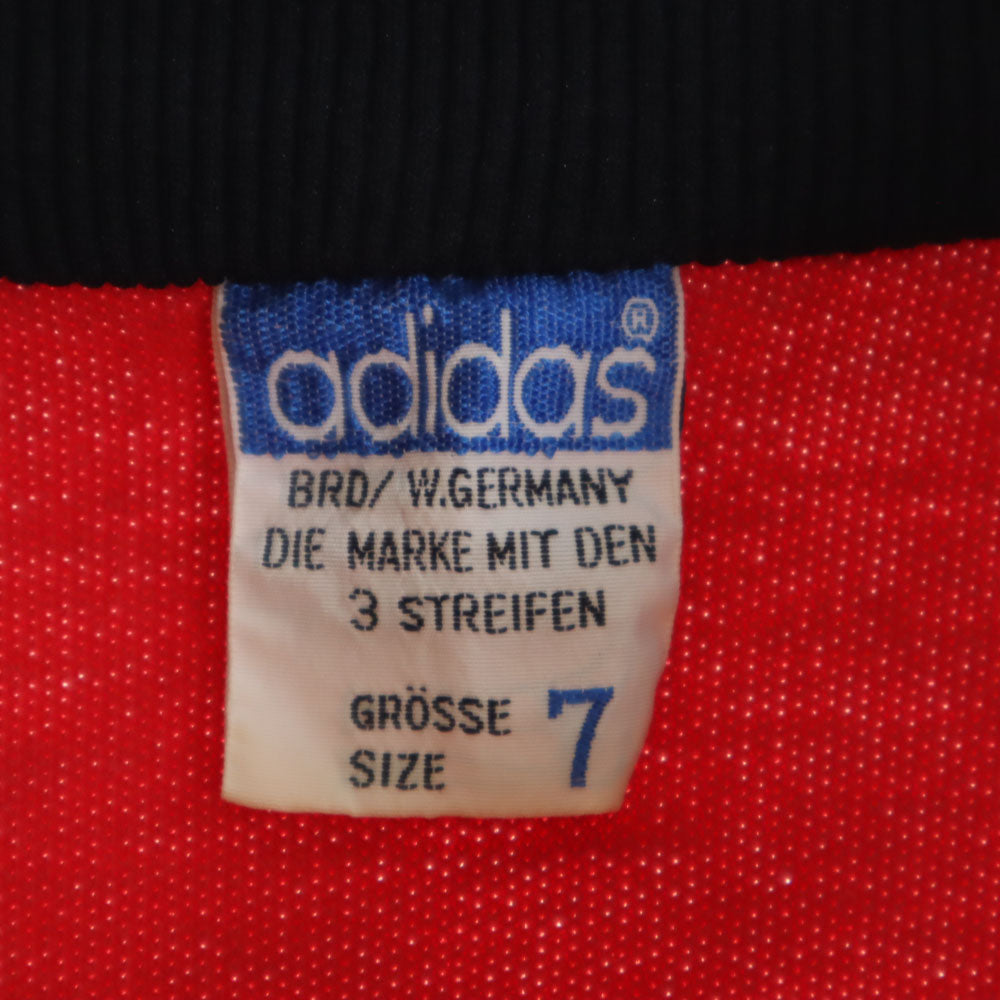 adidas®
BRD/ W.GERMANY
DIE MARKE MIT DEN
3 STREIFEN
GRÖSSE 7
SIZE